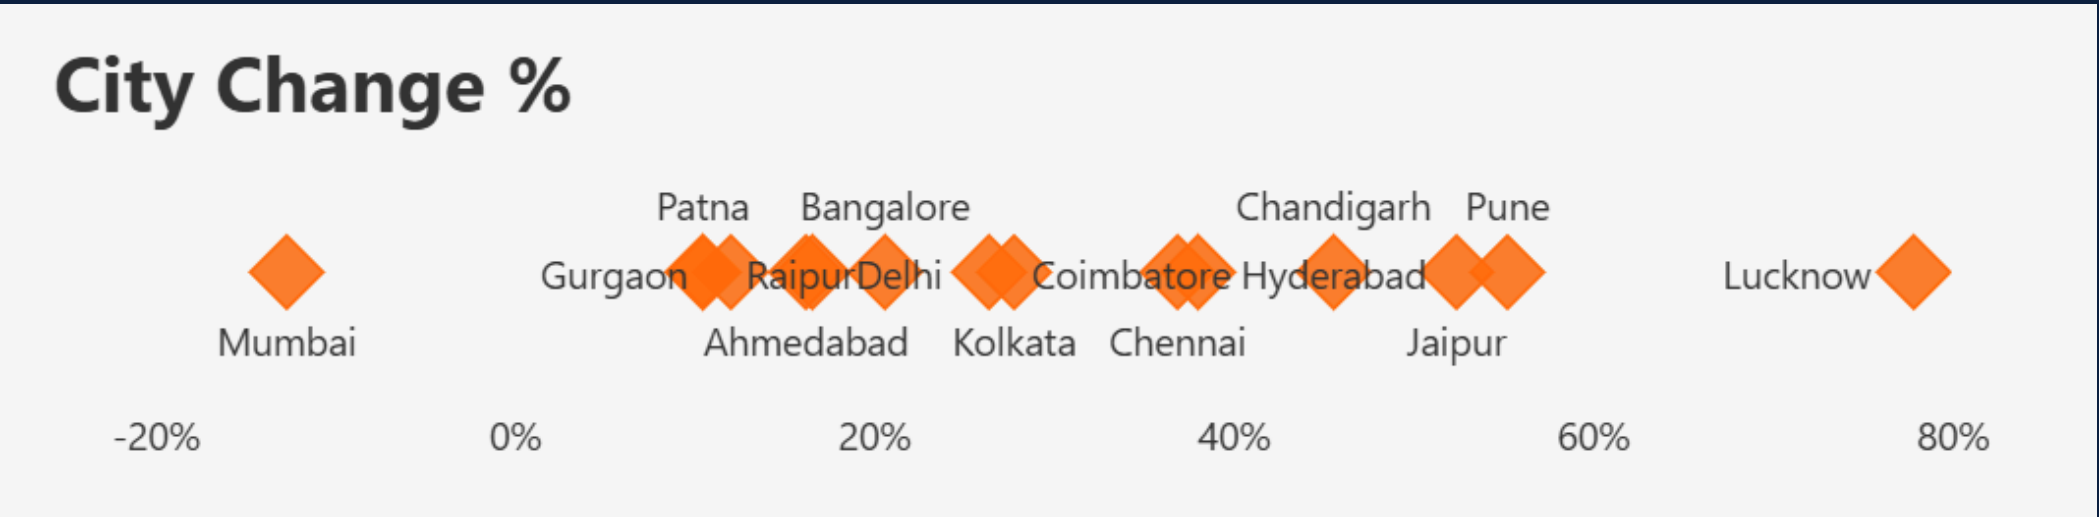 City Change %
Patna Bangalore Chandigarh Pune
Gurgaon Raipur Delhi Coimbatore Hyderabad Lucknow
Mumbai Ahmedabad Kolkata Chennai Jaipur
-20% 0% 20% 40% 60% 80%